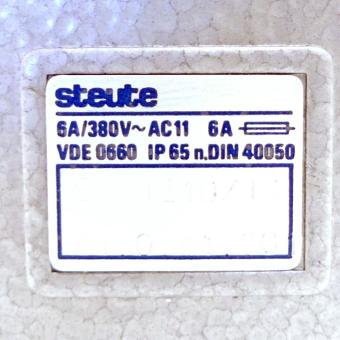 steute
6A/380V~ AC11 6A
VDE 0660 IP 65 n.DIN 40050